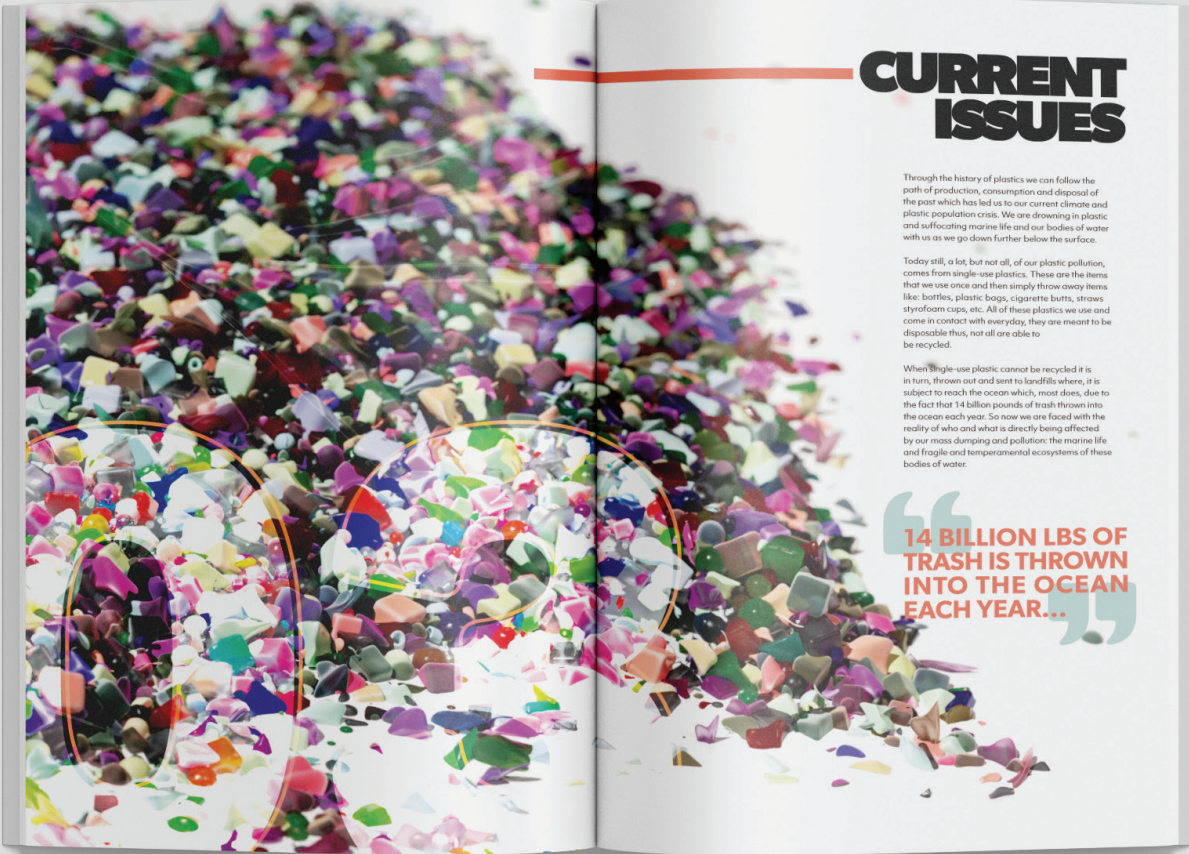 CURRENT
ISSUES
Through the history of plastics we can follow the
path of production, consumption and disposal of
the past which has led us to our current climate and
plastic population crisis. We are drowning in plastic
and suffocating marine life and our bodies of water
with us as we go down further below the surface.
Today still, a lot, but not all, of our plastic pollution,
comes from single-use plastics. These are the items
that we use once and then simply throw away items
like: bottles, plastic bags, cigarette butts, straws
styrofoam cups, etc. All of these plastics we use and
come in contact with everyday, they are meant to be
disposable thus, not all are able to
be recycled.
When single-use plastic cannot be recycled it is
in turn, thrown out and sent to landfills where, it is
subject to reach the ocean which, most does, due to
the fact that 14 billion pounds of trash thrown into
the ocean each year. So now we are faced with the
reality of who and what is directly being affected
by our mass dumping and pollution: the marine life
and fragile and temperamental ecosystems of these
bodies of water.
“14 BILLION LBS OF
TRASH IS THROWN
INTO THE OCEAN
EACH YEAR...”
02